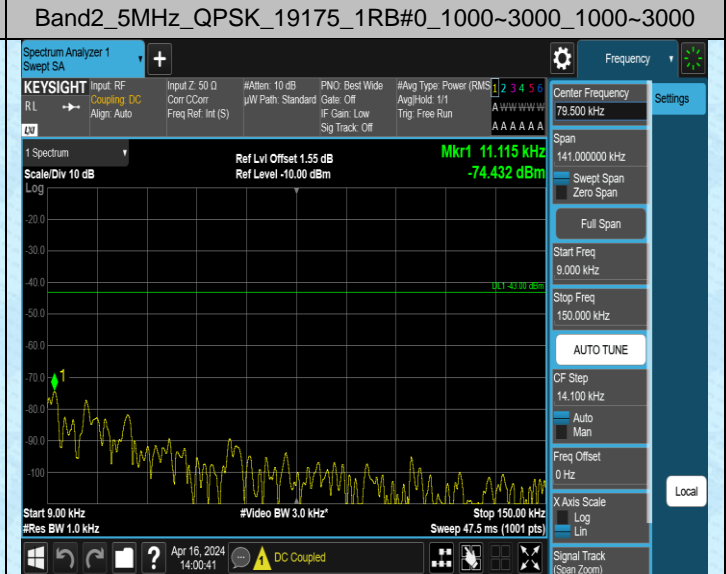 Band2_5MHz_QPSK_19175_1RB#0_1000~3000_1000~3000
Spectrum Analyzer 1
Swept SA
+
Frequency
KEYSIGHT
RL
LXI
Input: RF
Coupling: DC
Align: Auto
Input Z: 50 Ω
Corr CCorr
Freq Ref: Int (S)
#Atten: 10 dB
µW Path: Standard
PNO: Best Wide
Gate: Off
IF Gain: Low
Sig Track: Off
#Avg Type: Power (RMS
Avg|Hold: 1/1
Trig: Free Run
1 2 3 4 5 6
A W W W W W
A A A A A A
1 Spectrum
Scale/Div 10 dB
Log
Ref Lvl Offset 1.55 dB
Ref Level -10.00 dBm
Mkr1 11.115 kHz
-74.432 dBm
-20.0
-30.0
-40.0
DL1 -43.00 dBm
-50.0
-60.0
-70.0
1
-80.0
-90.0
-100
Start 9.00 kHz
#Res BW 1.0 kHz
#Video BW 3.0 kHz*
Stop 150.00 kHz
Sweep 47.5 ms (1001 pts)
Center Frequency
79.500 kHz
Settings
Span
141.000000 kHz
Swept Span
Zero Span
Full Span
Start Freq
9.000 kHz
Stop Freq
150.000 kHz
AUTO TUNE
CF Step
14.100 kHz
Auto
Man
Freq Offset
0 Hz
X Axis Scale
Log
Lin
Local
Signal Track
(Span Zoom)
?
Apr 16, 2024
14:00:41
DC Coupled